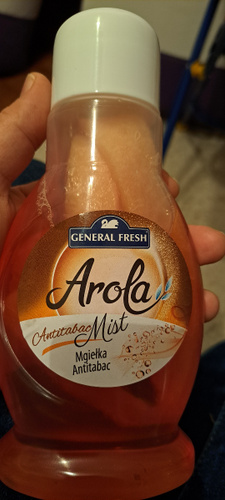 GENERAL FRESH
Arola
Antitabac Mist
Mgiełka
Antitabac